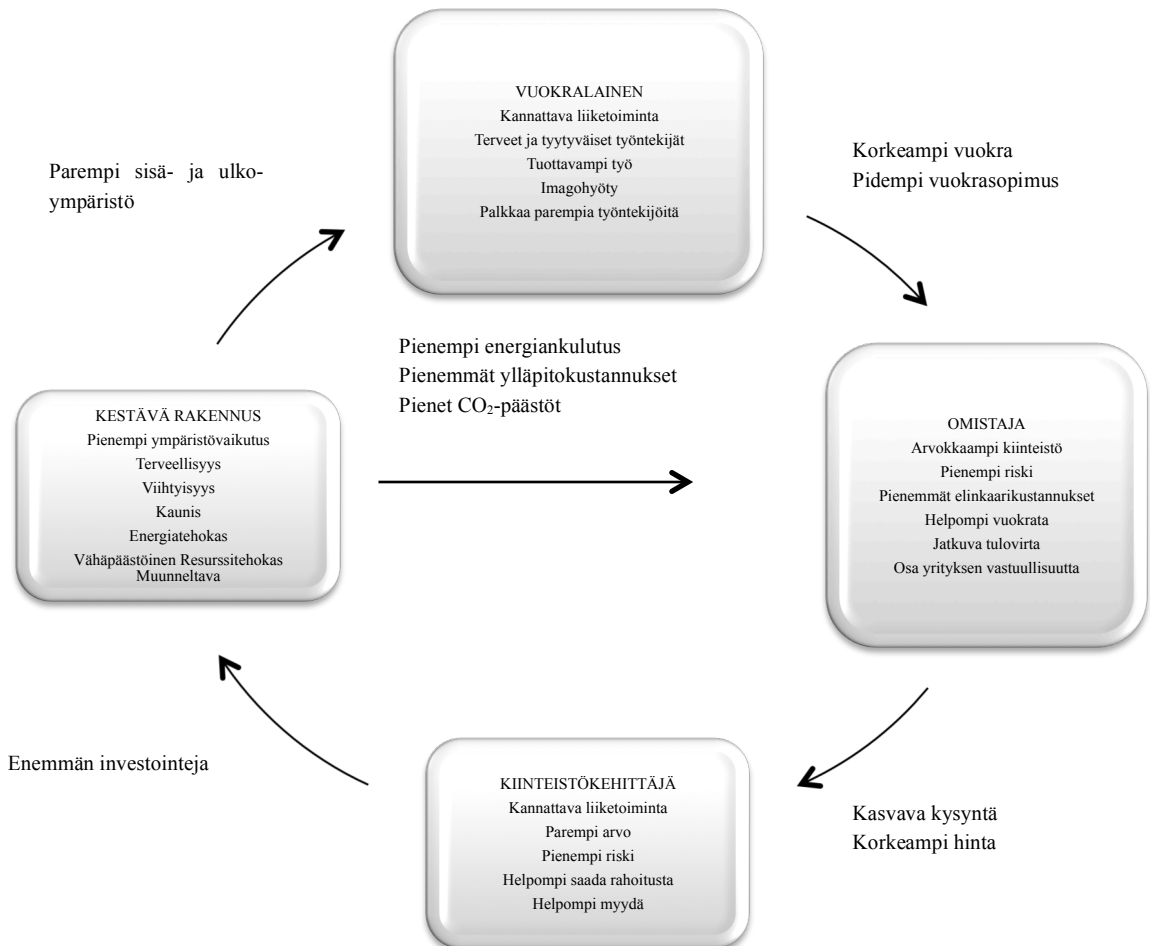 VUOKRALAINEN
Kannattava liiketoiminta
Terveet ja tyytyväiset työntekijät
Tuottavampi työ
Imagohyöty
Palkkaa parempia työntekijöitä
Parempi sisä- ja ulko-
ympäristö
Korkeampi vuokra
Pidempi vuokrasopimus
Pienempi energiankulutus
Pienemmät ylläpitokustannukset
Pienet CO₂-päästöt
KESTÄVÄ RAKENNUS
Pienempi ympäristövaikutus
Terveellisyys
Viihtyisyys
Kaunis
Energiatehokas
Vähäpäästöinen Resurssitehokas
Muunneltava
OMISTAJA
Arvokkaampi kiinteistö
Pienempi riski
Pienemmät elinkaarikustannukset
Helpompi vuokrata
Jatkuva tulovirta
Osa yrityksen vastuullisuutta
Enemmän investointeja
KIINTEISTÖKEHITTÄJÄ
Kannattava liiketoiminta
Parempi arvo
Pienempi riski
Helpompi saada rahoitusta
Helpompi myydä
Kasvava kysyntä
Korkeampi hinta